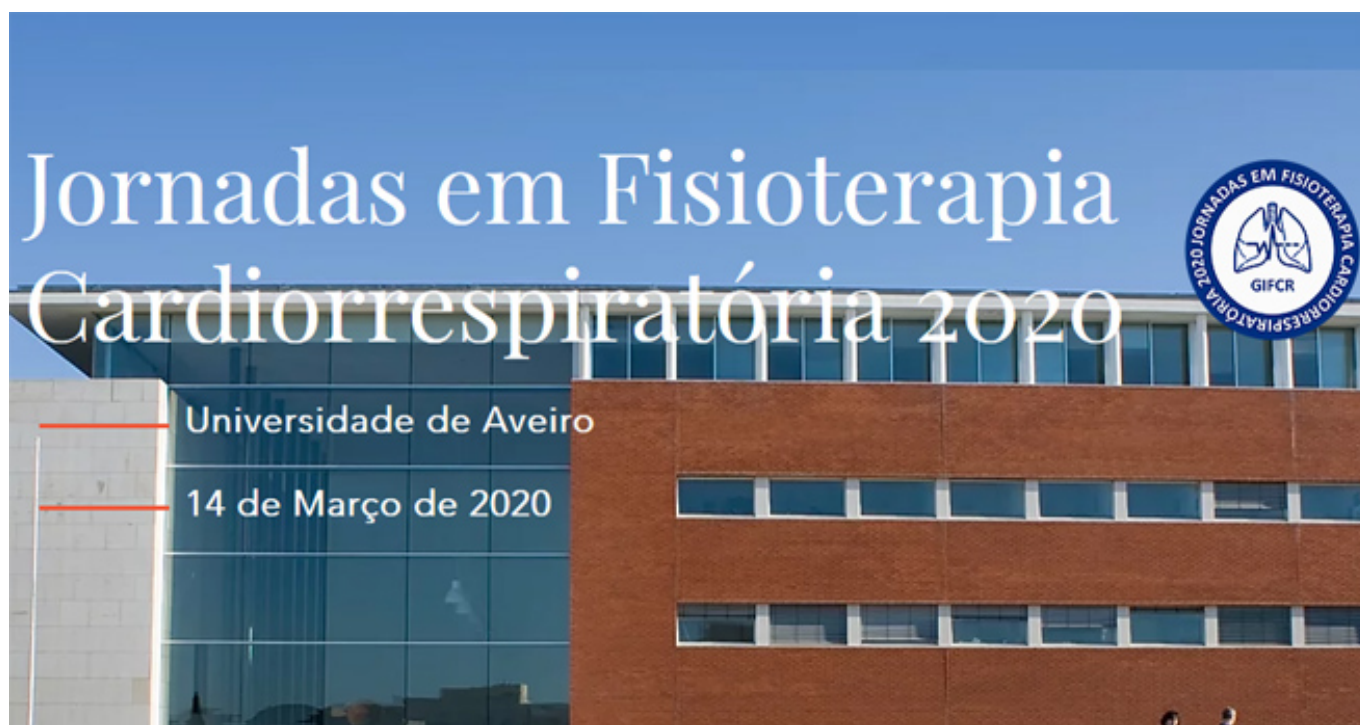 Jornadas em Fisioterapia
Cardiorrespiratória 2020
2020 JORNADAS EM FISIOTERAPIA CARDIORRESPIRATÓRIA
GIFCR
Universidade de Aveiro
14 de Março de 2020